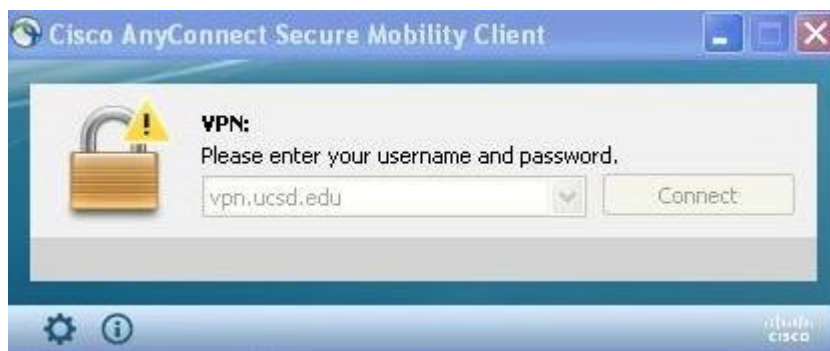 Cisco AnyConnect Secure Mobility Client
VPN:
Please enter your username and password.
vpn.ucsd.edu
Connect
CISCO